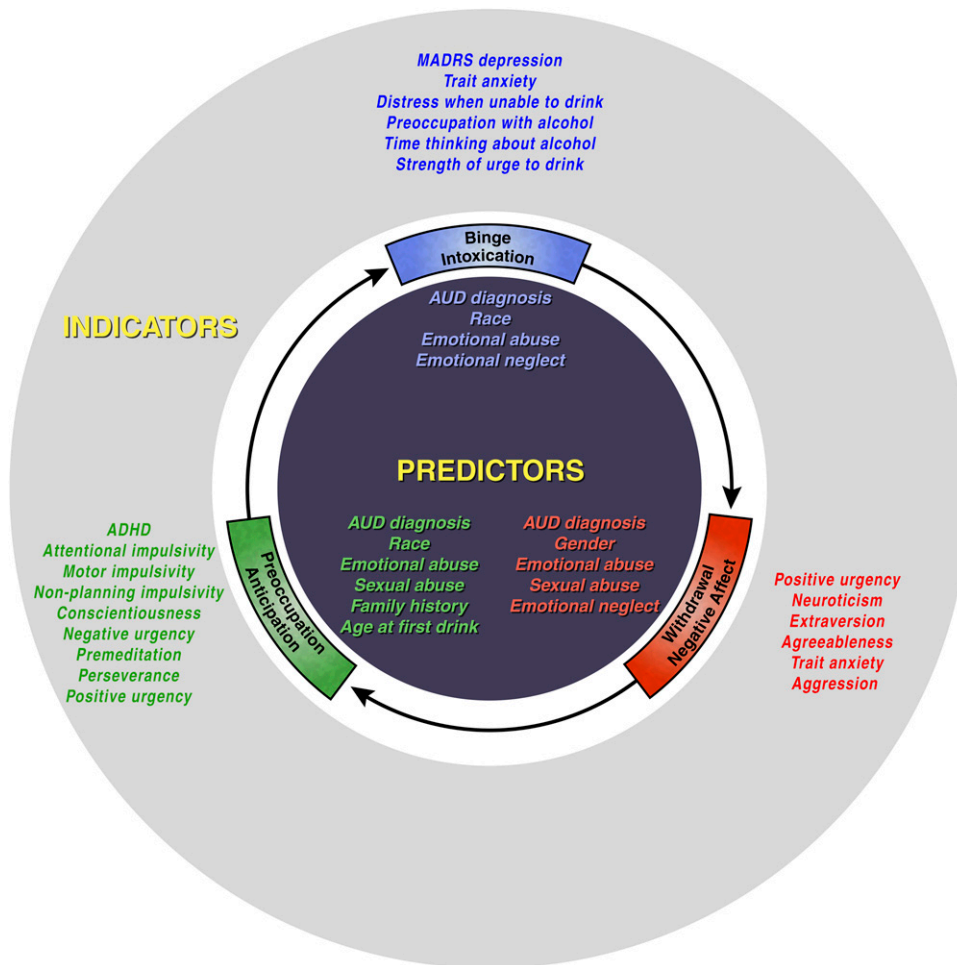 MADRS depression
Trait anxiety
Distress when unable to drink
Preoccupation with alcohol
Time thinking about alcohol
Strength of urge to drink
Binge
Intoxication
AUD diagnosis
Race
Emotional abuse
Emotional neglect
INDICATORS
PREDICTORS
ADHD
Attentional impulsivity
Motor impulsivity
Non-planning impulsivity
Conscientiousness
Negative urgency
Premeditation
Perseverance
Positive urgency
Preoccupation
Anticipation
AUD diagnosis
Race
Emotional abuse
Sexual abuse
Family history
Age at first drink
AUD diagnosis
Gender
Emotional abuse
Sexual abuse
Emotional neglect
Withdrawal
Negative Affect
Positive urgency
Neuroticism
Extraversion
Agreeableness
Trait anxiety
Aggression